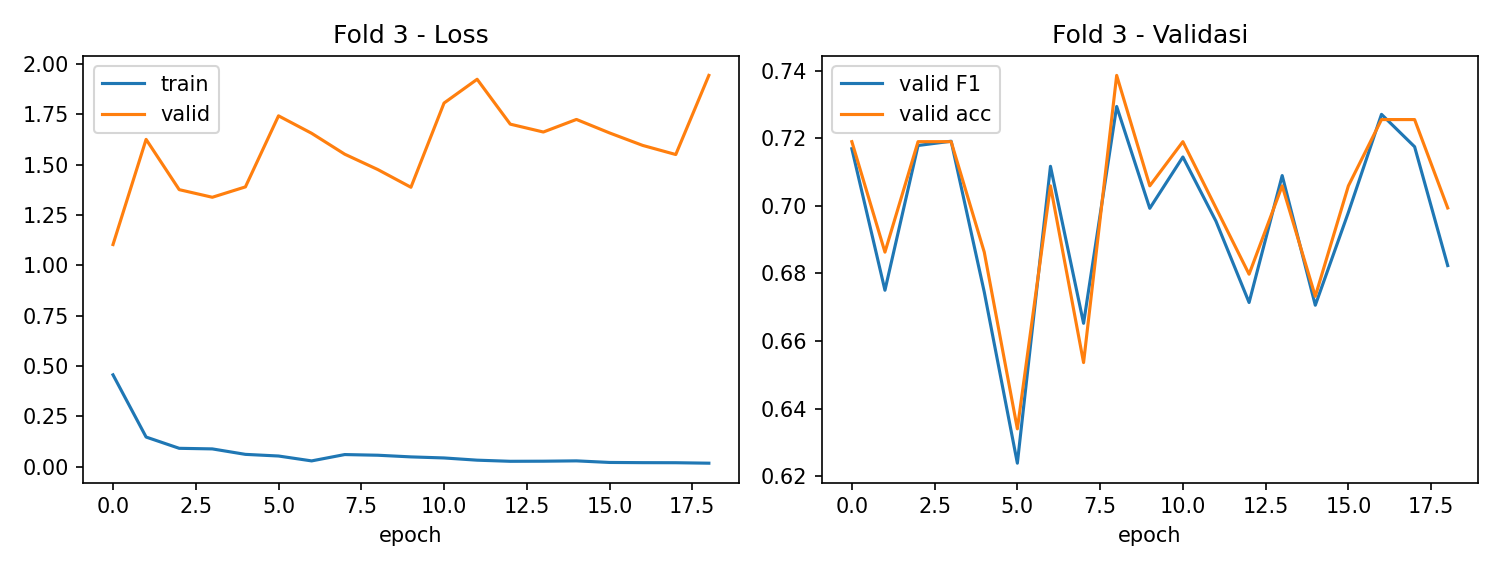 Fold 3 - Loss
train
valid
2.00
1.75
1.50
1.25
1.00
0.75
0.50
0.25
0.00
0.0 2.5 5.0 7.5 10.0 12.5 15.0 17.5
epoch
Fold 3 - Validasi
valid F1
valid acc
0.74
0.72
0.70
0.68
0.66
0.64
0.62
0.0 2.5 5.0 7.5 10.0 12.5 15.0 17.5
epoch